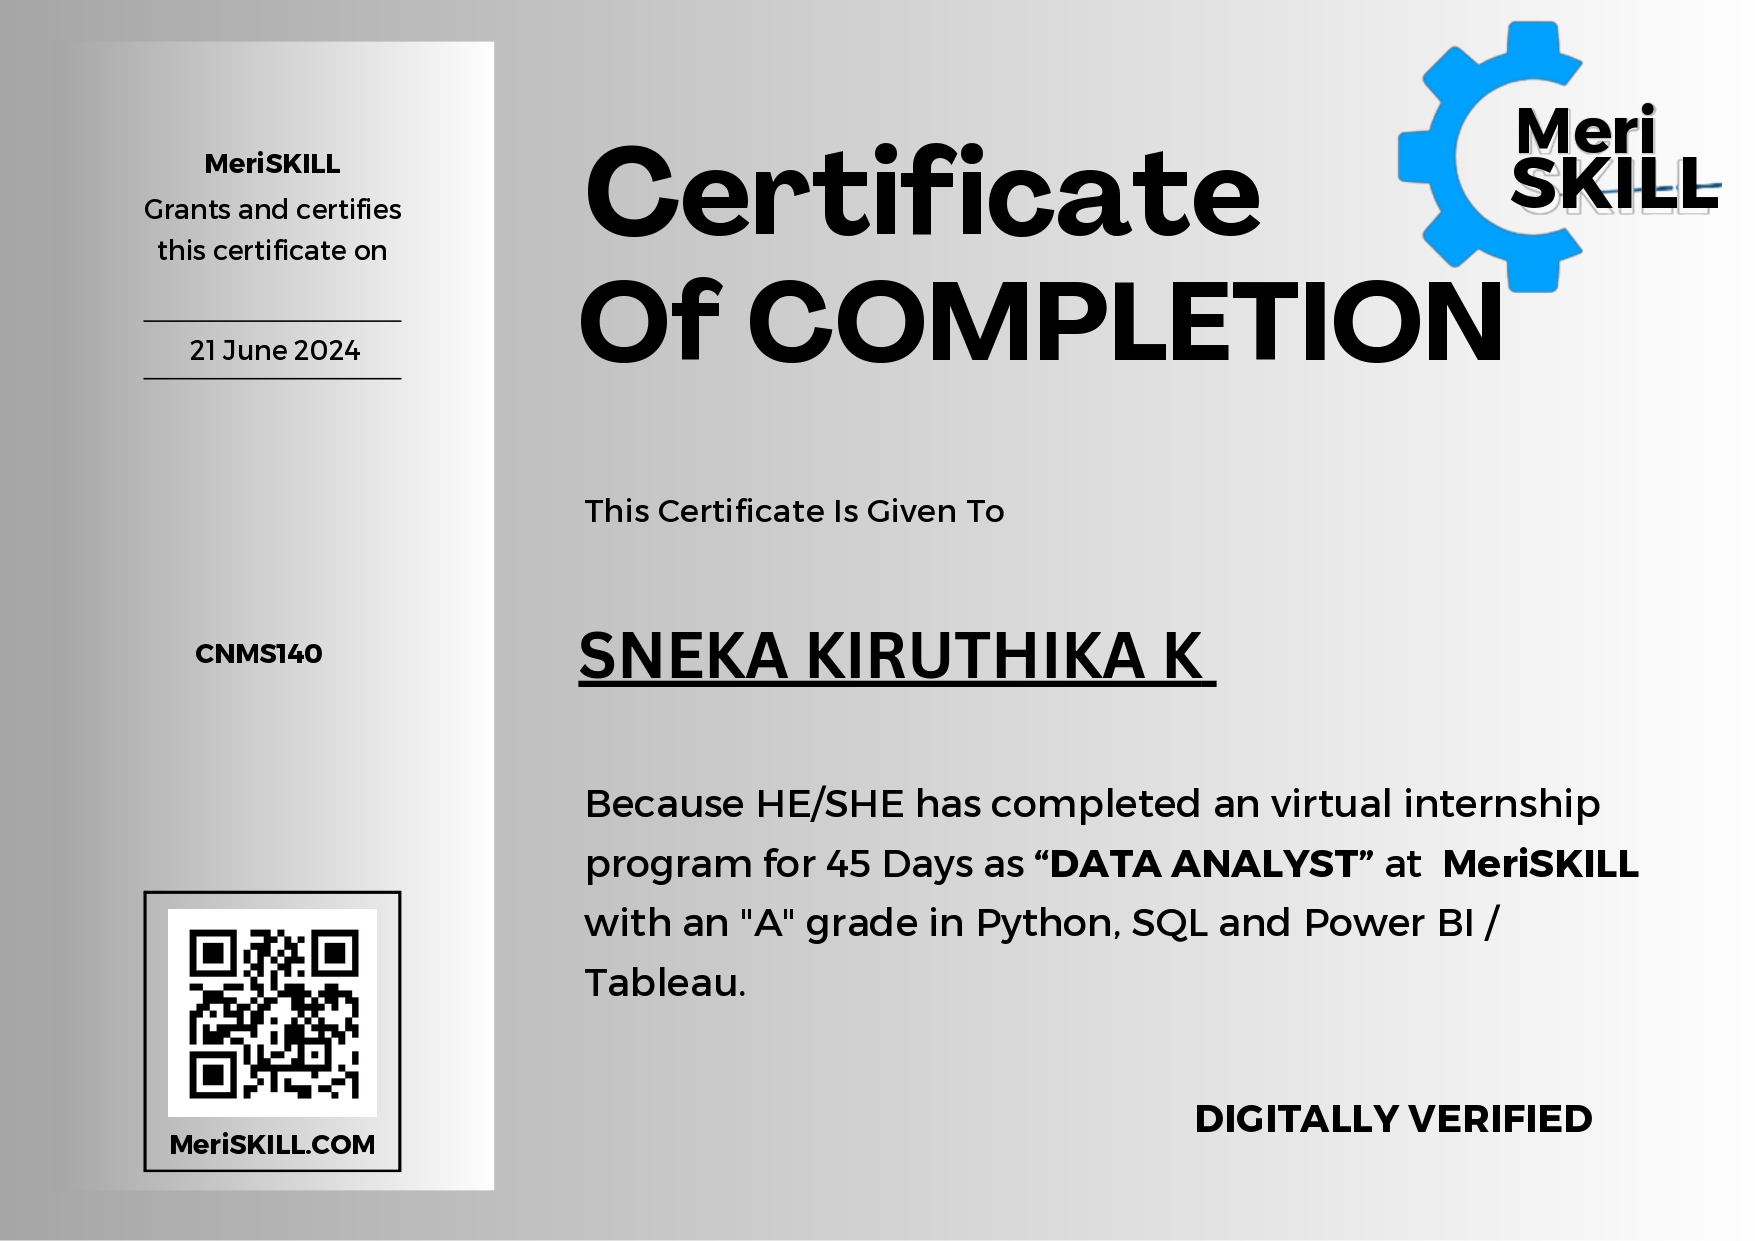 MeriSKILL
Grants and certifies
this certificate on
21 June 2024
CNMS140
MeriSKILL.COM
Meri
SKILL
Certificate
Of COMPLETION
This Certificate Is Given To
SNEKA KIRUTHIKA K
Because HE/SHE has completed an virtual internship
program for 45 Days as “DATA ANALYST” at MeriSKILL
with an "A" grade in Python, SQL and Power BI /
Tableau.
DIGITALLY VERIFIED